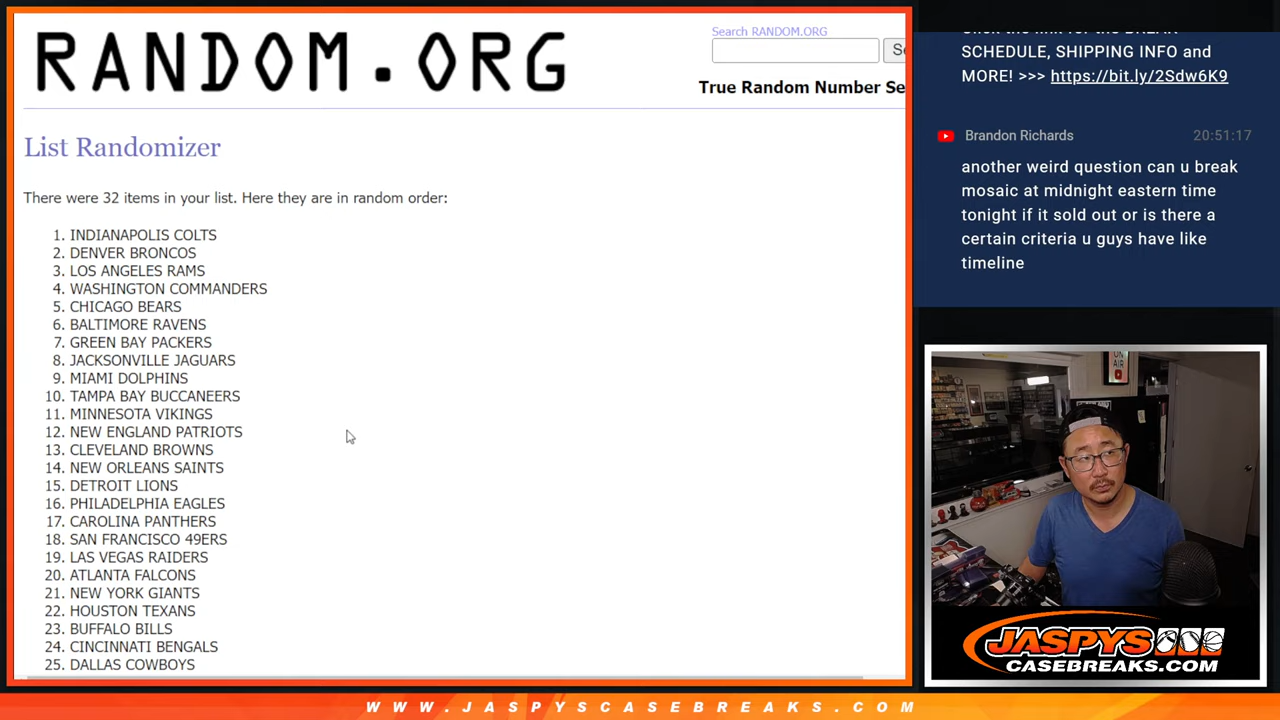 RANDOM.ORG
Search RANDOM.ORG
True Random Number Se
List Randomizer
There were 32 items in your list. Here they are in random order:
1. INDIANAPOLIS COLTS
2. DENVER BRONCOS
3. LOS ANGELES RAMS
4. WASHINGTON COMMANDERS
5. CHICAGO BEARS
6. BALTIMORE RAVENS
7. GREEN BAY PACKERS
8. JACKSONVILLE JAGUARS
9. MIAMI DOLPHINS
10. TAMPA BAY BUCCANEERS
11. MINNESOTA VIKINGS
12. NEW ENGLAND PATRIOTS
13. CLEVELAND BROWNS
14. NEW ORLEANS SAINTS
15. DETROIT LIONS
16. PHILADELPHIA EAGLES
17. CAROLINA PANTHERS
18. SAN FRANCISCO 49ERS
19. LAS VEGAS RAIDERS
20. ATLANTA FALCONS
21. NEW YORK GIANTS
22. HOUSTON TEXANS
23. BUFFALO BILLS
24. CINCINNATI BENGALS
25. DALLAS COWBOYS
SCHEDULE, SHIPPING INFO and
MORE! >>> https://bit.ly/2Sdw6K9
Brandon Richards 20:51:17
another weird question can u break
mosaic at midnight eastern time
tonight if it sold out or is there a
certain criteria u guys have like
timeline
ON
AIR
JASPYS
CASEBREAKS.COM
WWW.JASPYSCASEBREAKS.COM